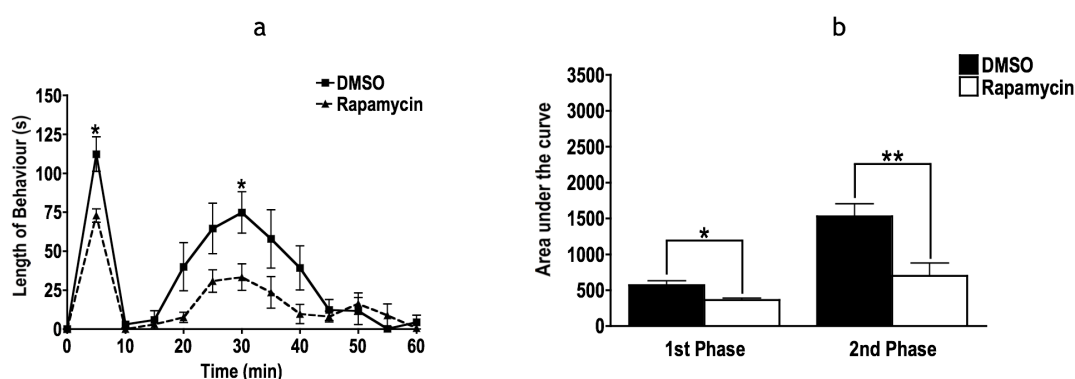 a
DMSO
Rapamycin
Length of Behaviour (s)
150
125
100
75
50
25
0
*
*
0 10 20 30 40 50 60
Time (min)
b
DMSO
Rapamycin
Area under the curve
3500
3000
2500
2000
1500
1000
500
0
*
**
1st Phase 2nd Phase